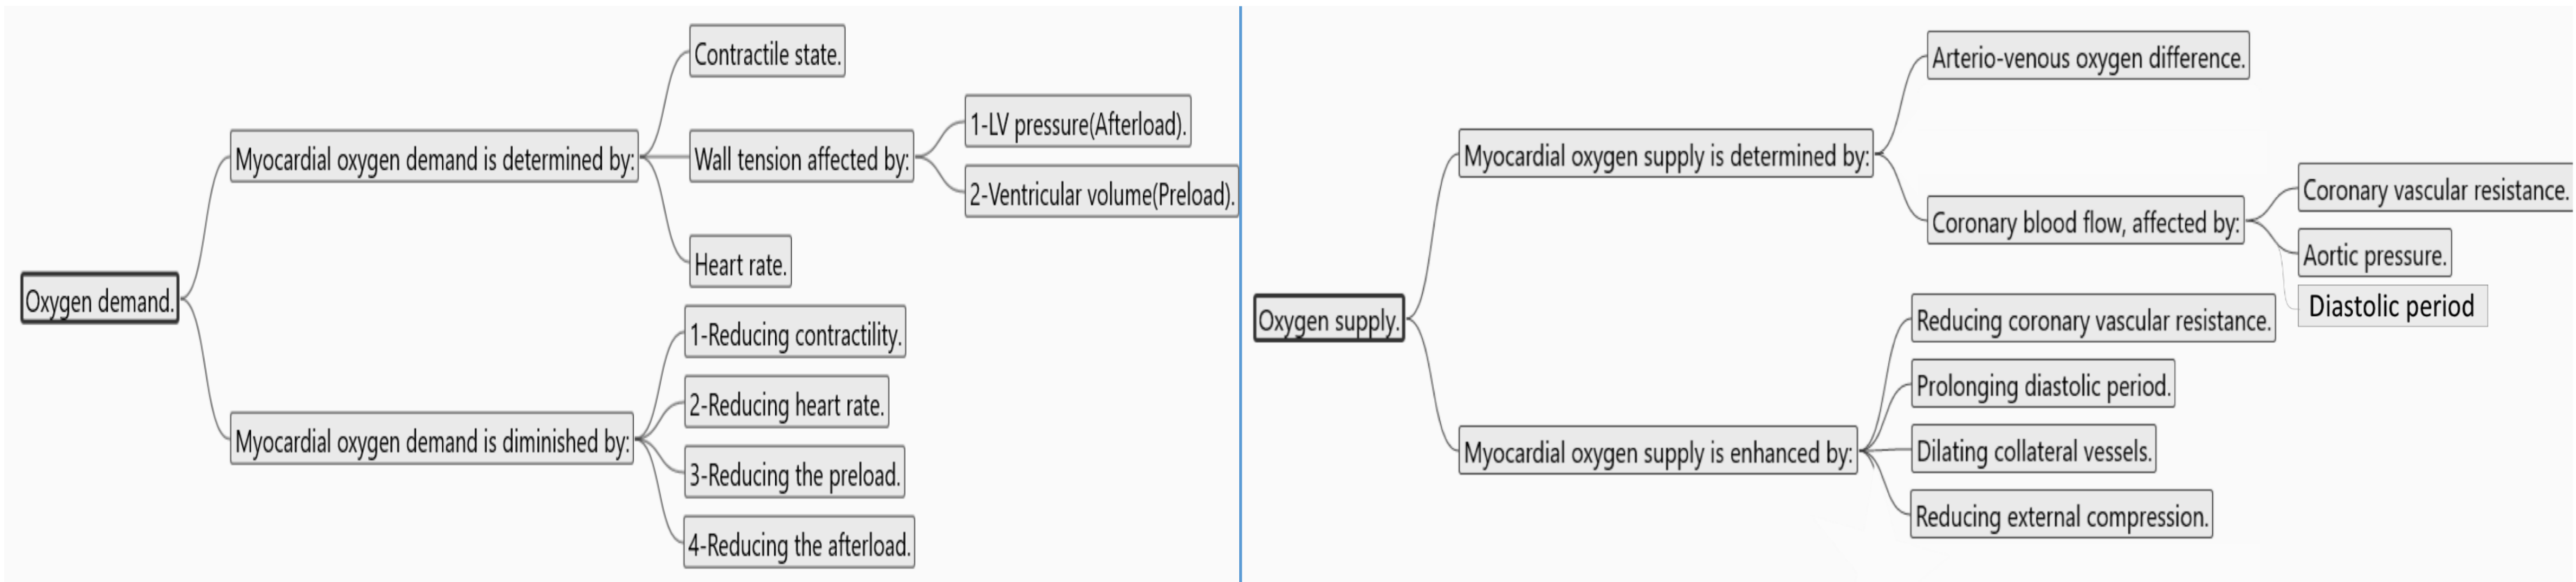 Oxygen demand.
Myocardial oxygen demand is determined by:
Contractile state.
Wall tension affected by:
1-LV pressure(Afterload).
2-Ventricular volume(Preload).
Heart rate.
Myocardial oxygen demand is diminished by:
1-Reducing contractility.
2-Reducing heart rate.
3-Reducing the preload.
4-Reducing the afterload.
Oxygen supply.
Myocardial oxygen supply is determined by:
Arterio-venous oxygen difference.
Coronary blood flow, affected by:
Coronary vascular resistance.
Aortic pressure.
Diastolic period
Myocardial oxygen supply is enhanced by:
Reducing coronary vascular resistance.
Prolonging diastolic period.
Dilating collateral vessels.
Reducing external compression.